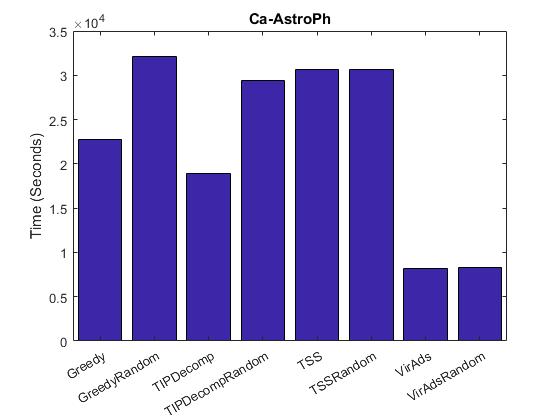 Ca-AstroPh
×10^4
3.5
3
2.5
2
1.5
1
0.5
0
Time (Seconds)
Greedy
GreedyRandom
TIPDecomp
TIPDecompRandom
TSS
TSSRandom
VirAds
VirAdsRandom